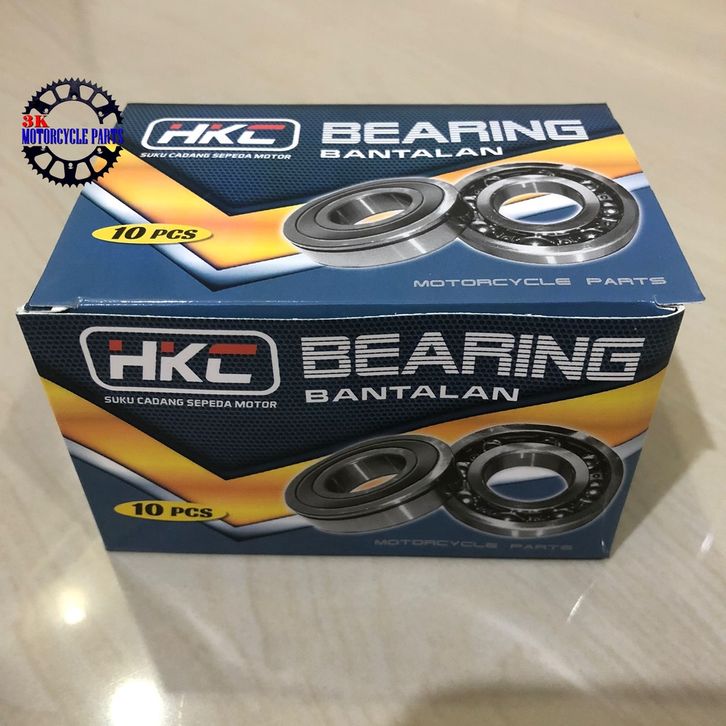 3K
MOTORCYCLE PARTS
HKC
SUKU CADANG SEPEDA MOTOR
BEARING
BANTALAN
10 PCS
MOTORCYCLE PARTS
HKC
SUKU CADANG SEPEDA MOTOR
BEARING
BANTALAN
10 PCS
MOTORCYCLE PARTS